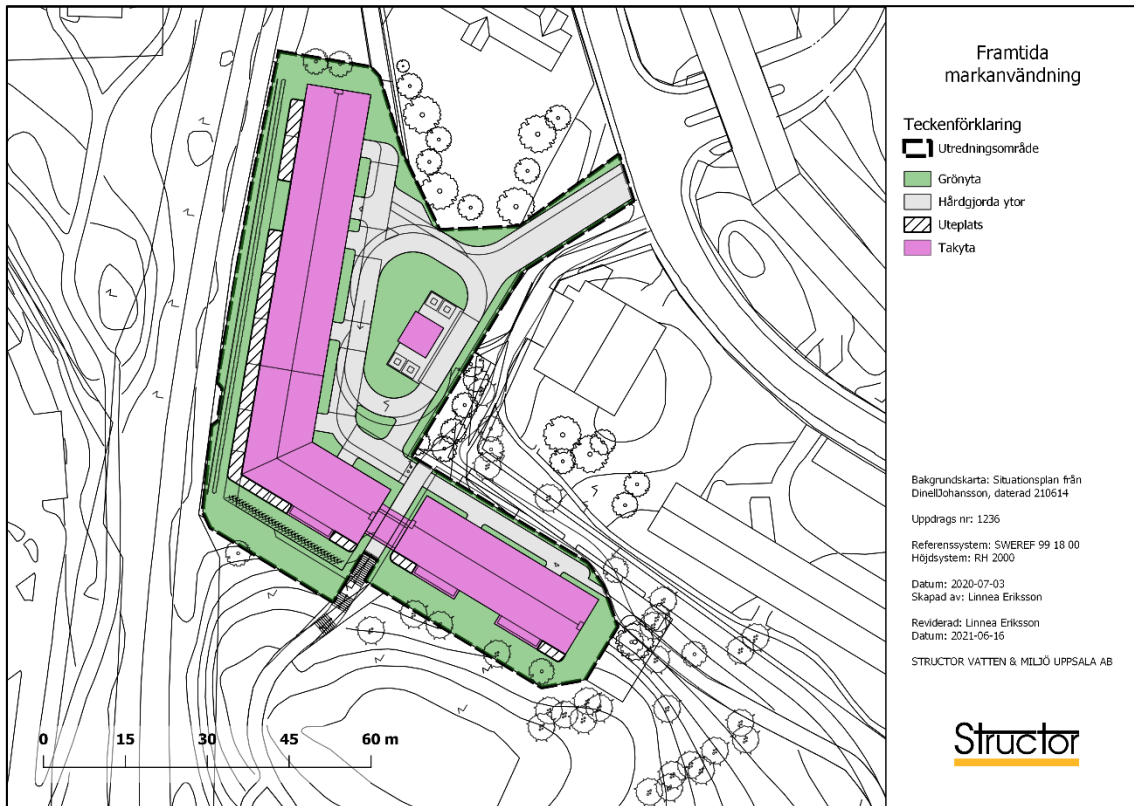 Framtida
markanvändning
Teckenförklaring
Utredningsområde
Grönyta
Hårdgjorda ytor
Uteplats
Takyta
Bakgrundskarta: Situationsplan från
DinellJohansson, daterad 210614
Uppdrags nr: 1236
Referenssystem: SWEREF 99 18 00
Höjdsystem: RH 2000
Datum: 2020-07-03
Skapad av: Linnea Eriksson
Reviderad: Linnea Eriksson
Datum: 2021-06-16
STRUCTOR VATTEN & MILJÖ UPPSALA AB
Structor
0 15 30 45 60 m